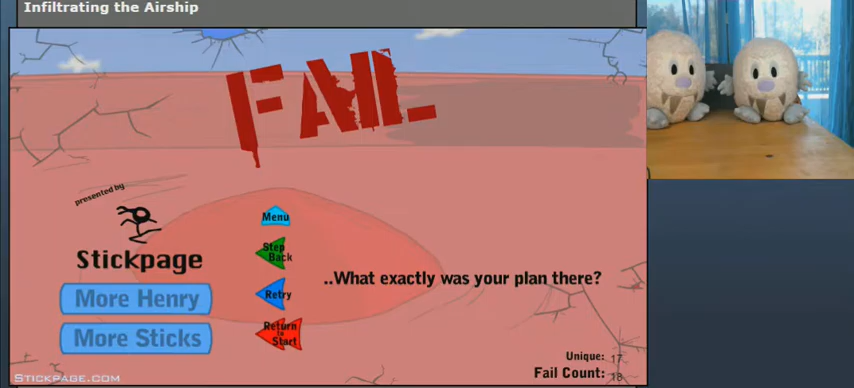 Infiltrating the Airship
FAIL
presented by
Stickpage
More Henry
More Sticks
Menu
Step
Back
Retry
Return
to
Start
..What exactly was your plan there?
Unique: 17
Fail Count: 18
STICKPAGE.COM